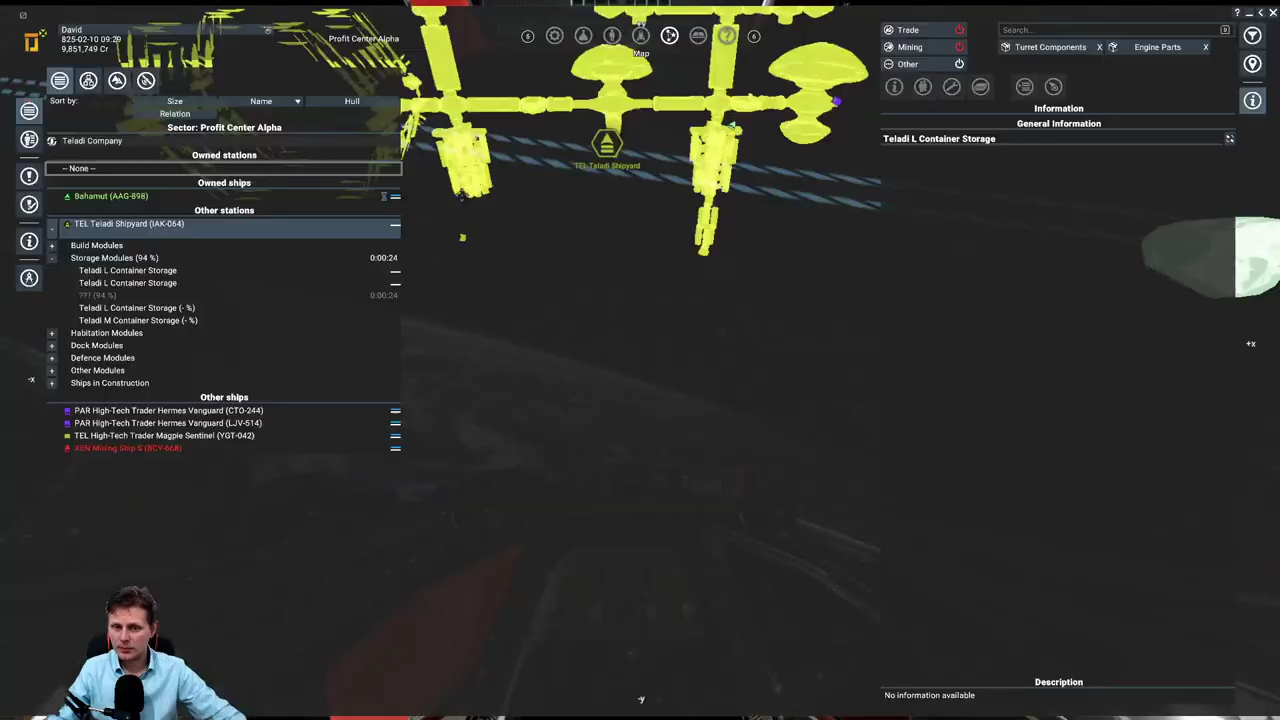 David
825-02-10 09:29
9,851,749 Cr
Profit Center Alpha
Map
Sort by:
Size
Name
Hull
Relation
Sector: Profit Center Alpha
Teladi Company
Owned stations
-- None --
Owned ships
Bahamut (AAG-898)
Other stations
TEL Teladi Shipyard (IAK-064)
Build Modules
Storage Modules (94 %)
0:00:24
Teladi L Container Storage
Teladi L Container Storage
??? (94 %)
0:00:24
Teladi L Container Storage (- %)
Teladi M Container Storage (- %)
Habitation Modules
Dock Modules
Defence Modules
Other Modules
Ships in Construction
Other ships
PAR High-Tech Trader Hermes Vanguard (CTO-244)
PAR High-Tech Trader Hermes Vanguard (LJV-514)
TEL High-Tech Trader Magpie Sentinel (YGT-042)
XEN Mining Ship S (BCY-668)
TEL Teladi Shipyard
-x
+x
-y
Trade
Mining
Other
Search...
Turret Components
X
Engine Parts
X
Information
General Information
Teladi L Container Storage
Description
No information available